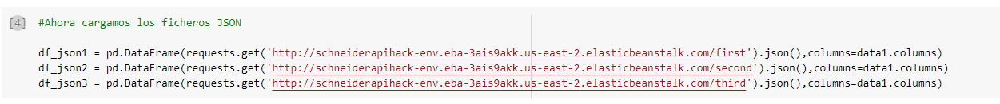 [4] #Ahora cargamos los ficheros JSON
df_json1 = pd.DataFrame(requests.get('http://schneiderapihack-env.eba-3ais9akk.us-east-2.elasticbeanstalk.com/first').json(),columns=data1.columns)
df_json2 = pd.DataFrame(requests.get('http://schneiderapihack-env.eba-3ais9akk.us-east-2.elasticbeanstalk.com/second').json(),columns=data1.columns)
df_json3 = pd.DataFrame(requests.get('http://schneiderapihack-env.eba-3ais9akk.us-east-2.elasticbeanstalk.com/third').json(),columns=data1.columns)